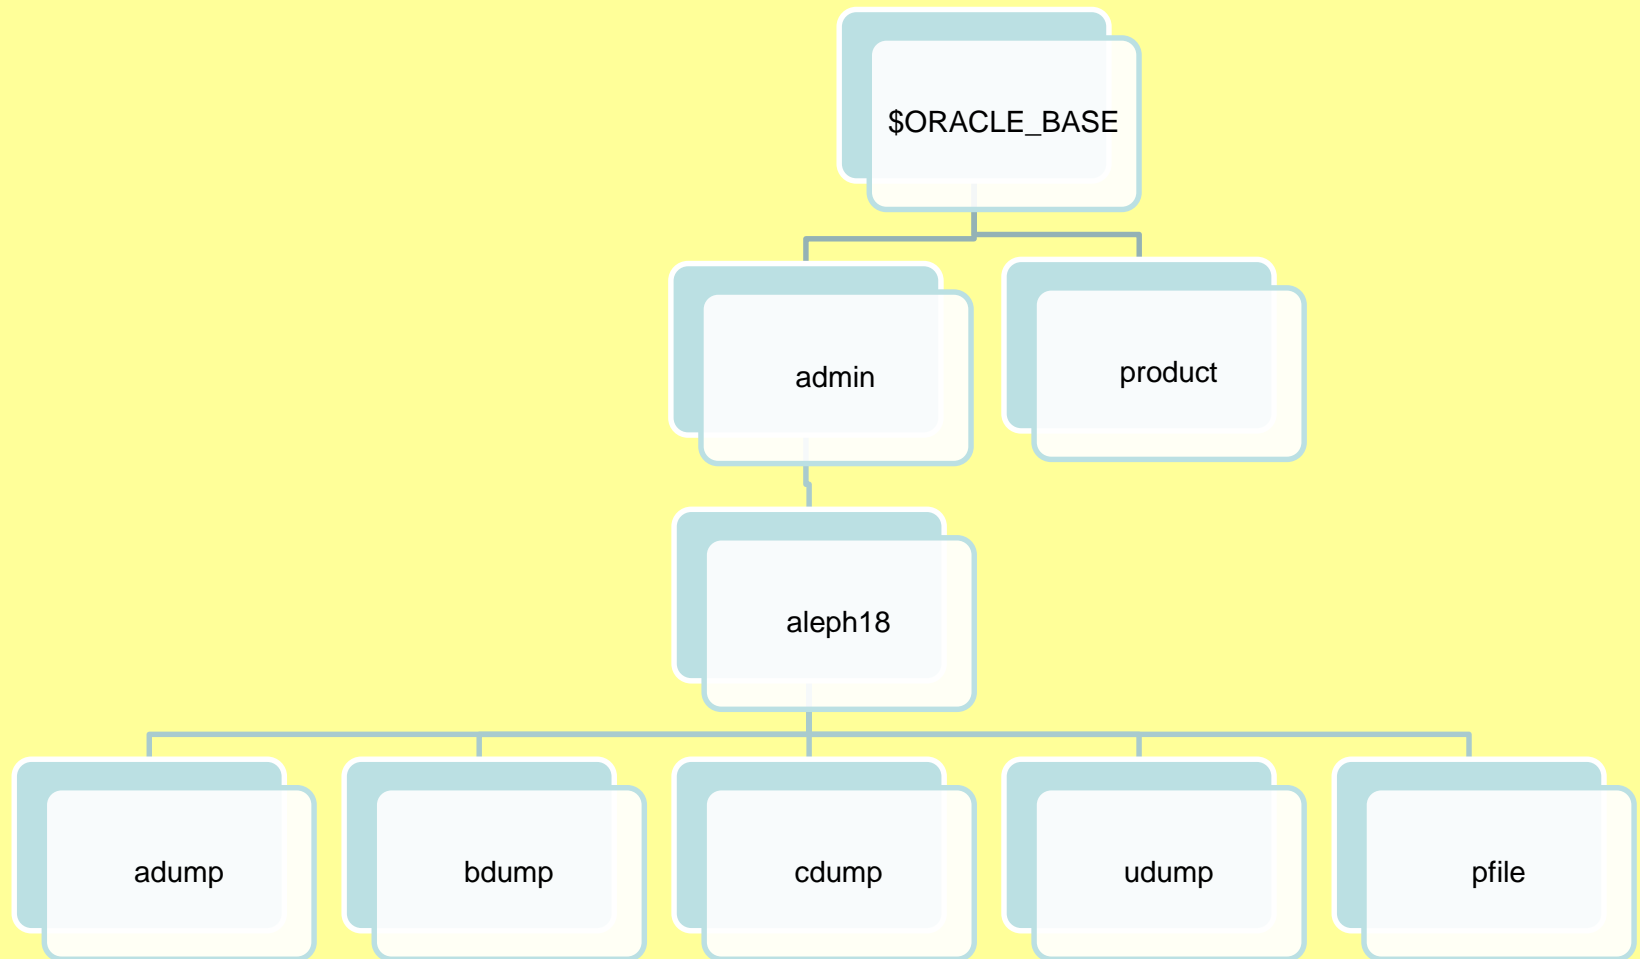 $ORACLE_BASE
admin
product
aleph18
adump
bdump
cdump
udump
pfile